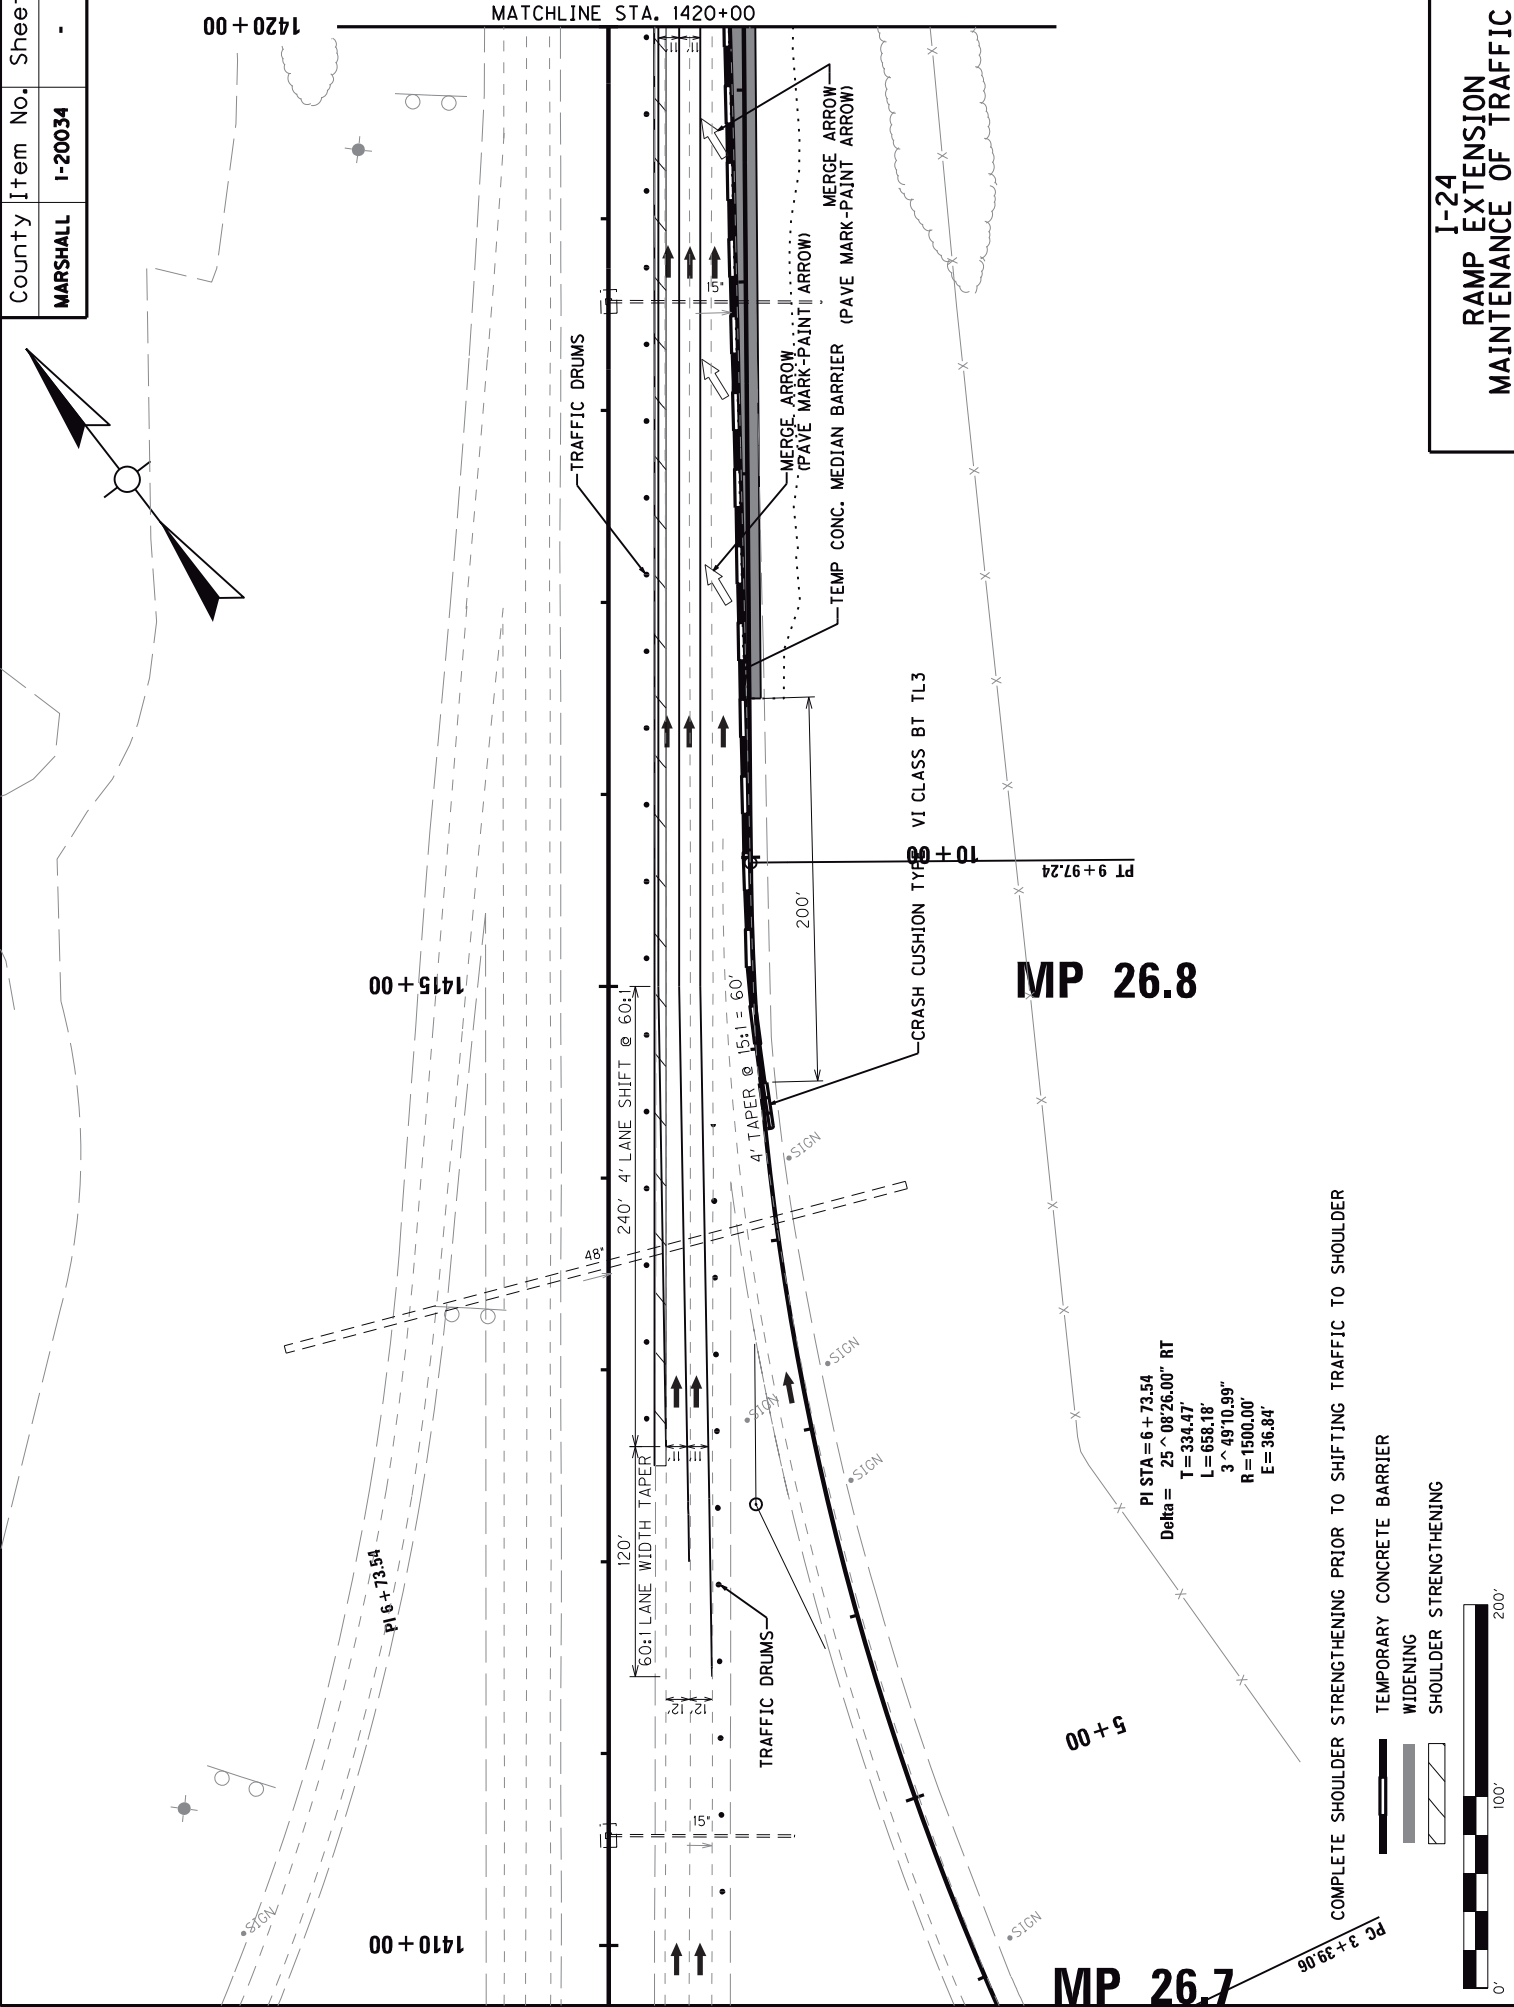 MATCHLINE STA. 1420+00
1420+00
County Item No. Sheet
MARSHALL 1-20034 -
TRAFFIC DRUMS
MERGE ARROW
(PAVE MARK-PAINT ARROW)
MERGE ARROW
(PAVE MARK-PAINT ARROW)
TEMP CONC. MEDIAN BARRIER
11'
11'
15"
CRASH CUSHION TYPE VI CLASS BT TL3
10+00
PT 9+97.24
200'
MP 26.8
1415+00
240' 4' LANE SHIFT @ 60:1
4' TAPER @ 15:1 = 60'
SIGN
48"
SIGN
SIGN
SIGN
11'
11'
120'
60:1 LANE WIDTH TAPER
PI 6+73.54
12'
12'
TRAFFIC DRUMS
15"
1410+00
SIGN
SIGN
5+00
PI STA = 6+73.54
Delta = 25^08'26.00" RT
T = 334.47'
L = 658.18'
3^49'10.99"
R = 1500.00'
E = 36.84'
PC 3+39.06
MP 26.7
COMPLETE SHOULDER STRENGTHENING PRIOR TO SHIFTING TRAFFIC TO SHOULDER
TEMPORARY CONCRETE BARRIER
WIDENING
SHOULDER STRENGTHENING
0' 100' 200'
I-24
RAMP EXTENSION
MAINTENANCE OF TRAFFIC